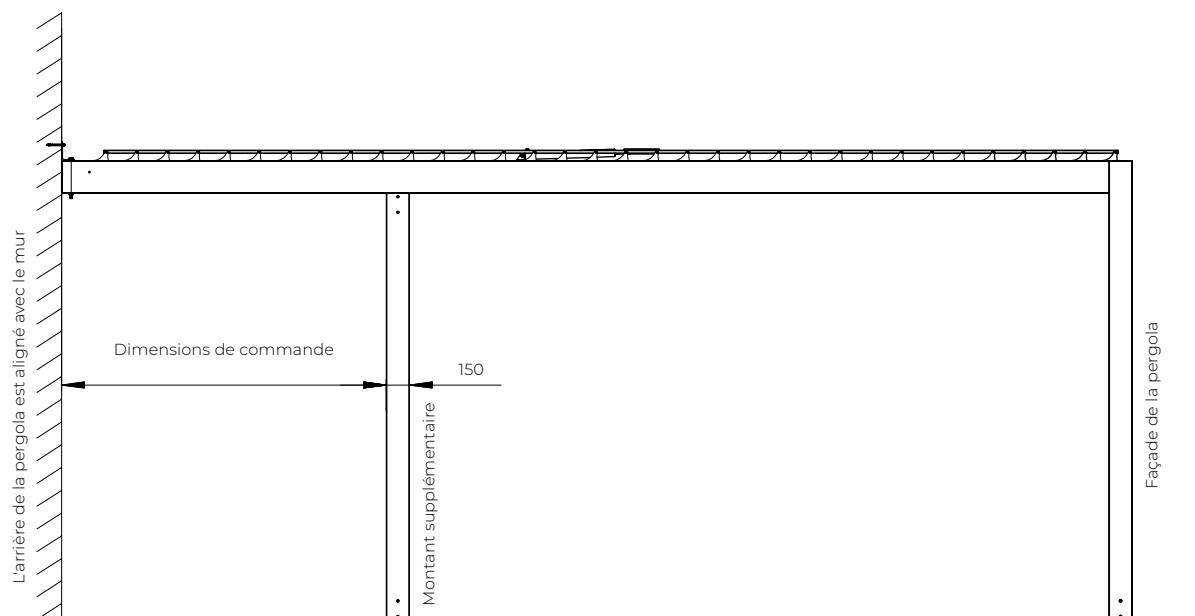 L'arrière de la pergola est aligné avec le mur
Dimensions de commande
150
Montant supplémentaire
Façade de la pergola